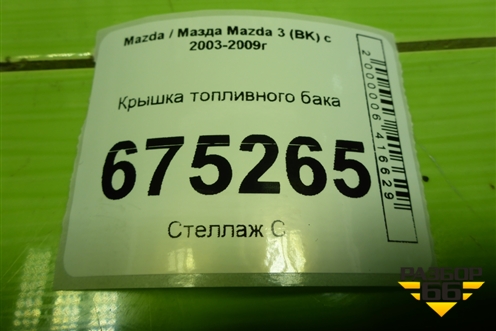 Mazda / Мазда Mazda 3 (BK) с
2003-2009г
Крышка топливного бака
675265
Стеллаж С
2000006416629
РАЗБОР
66